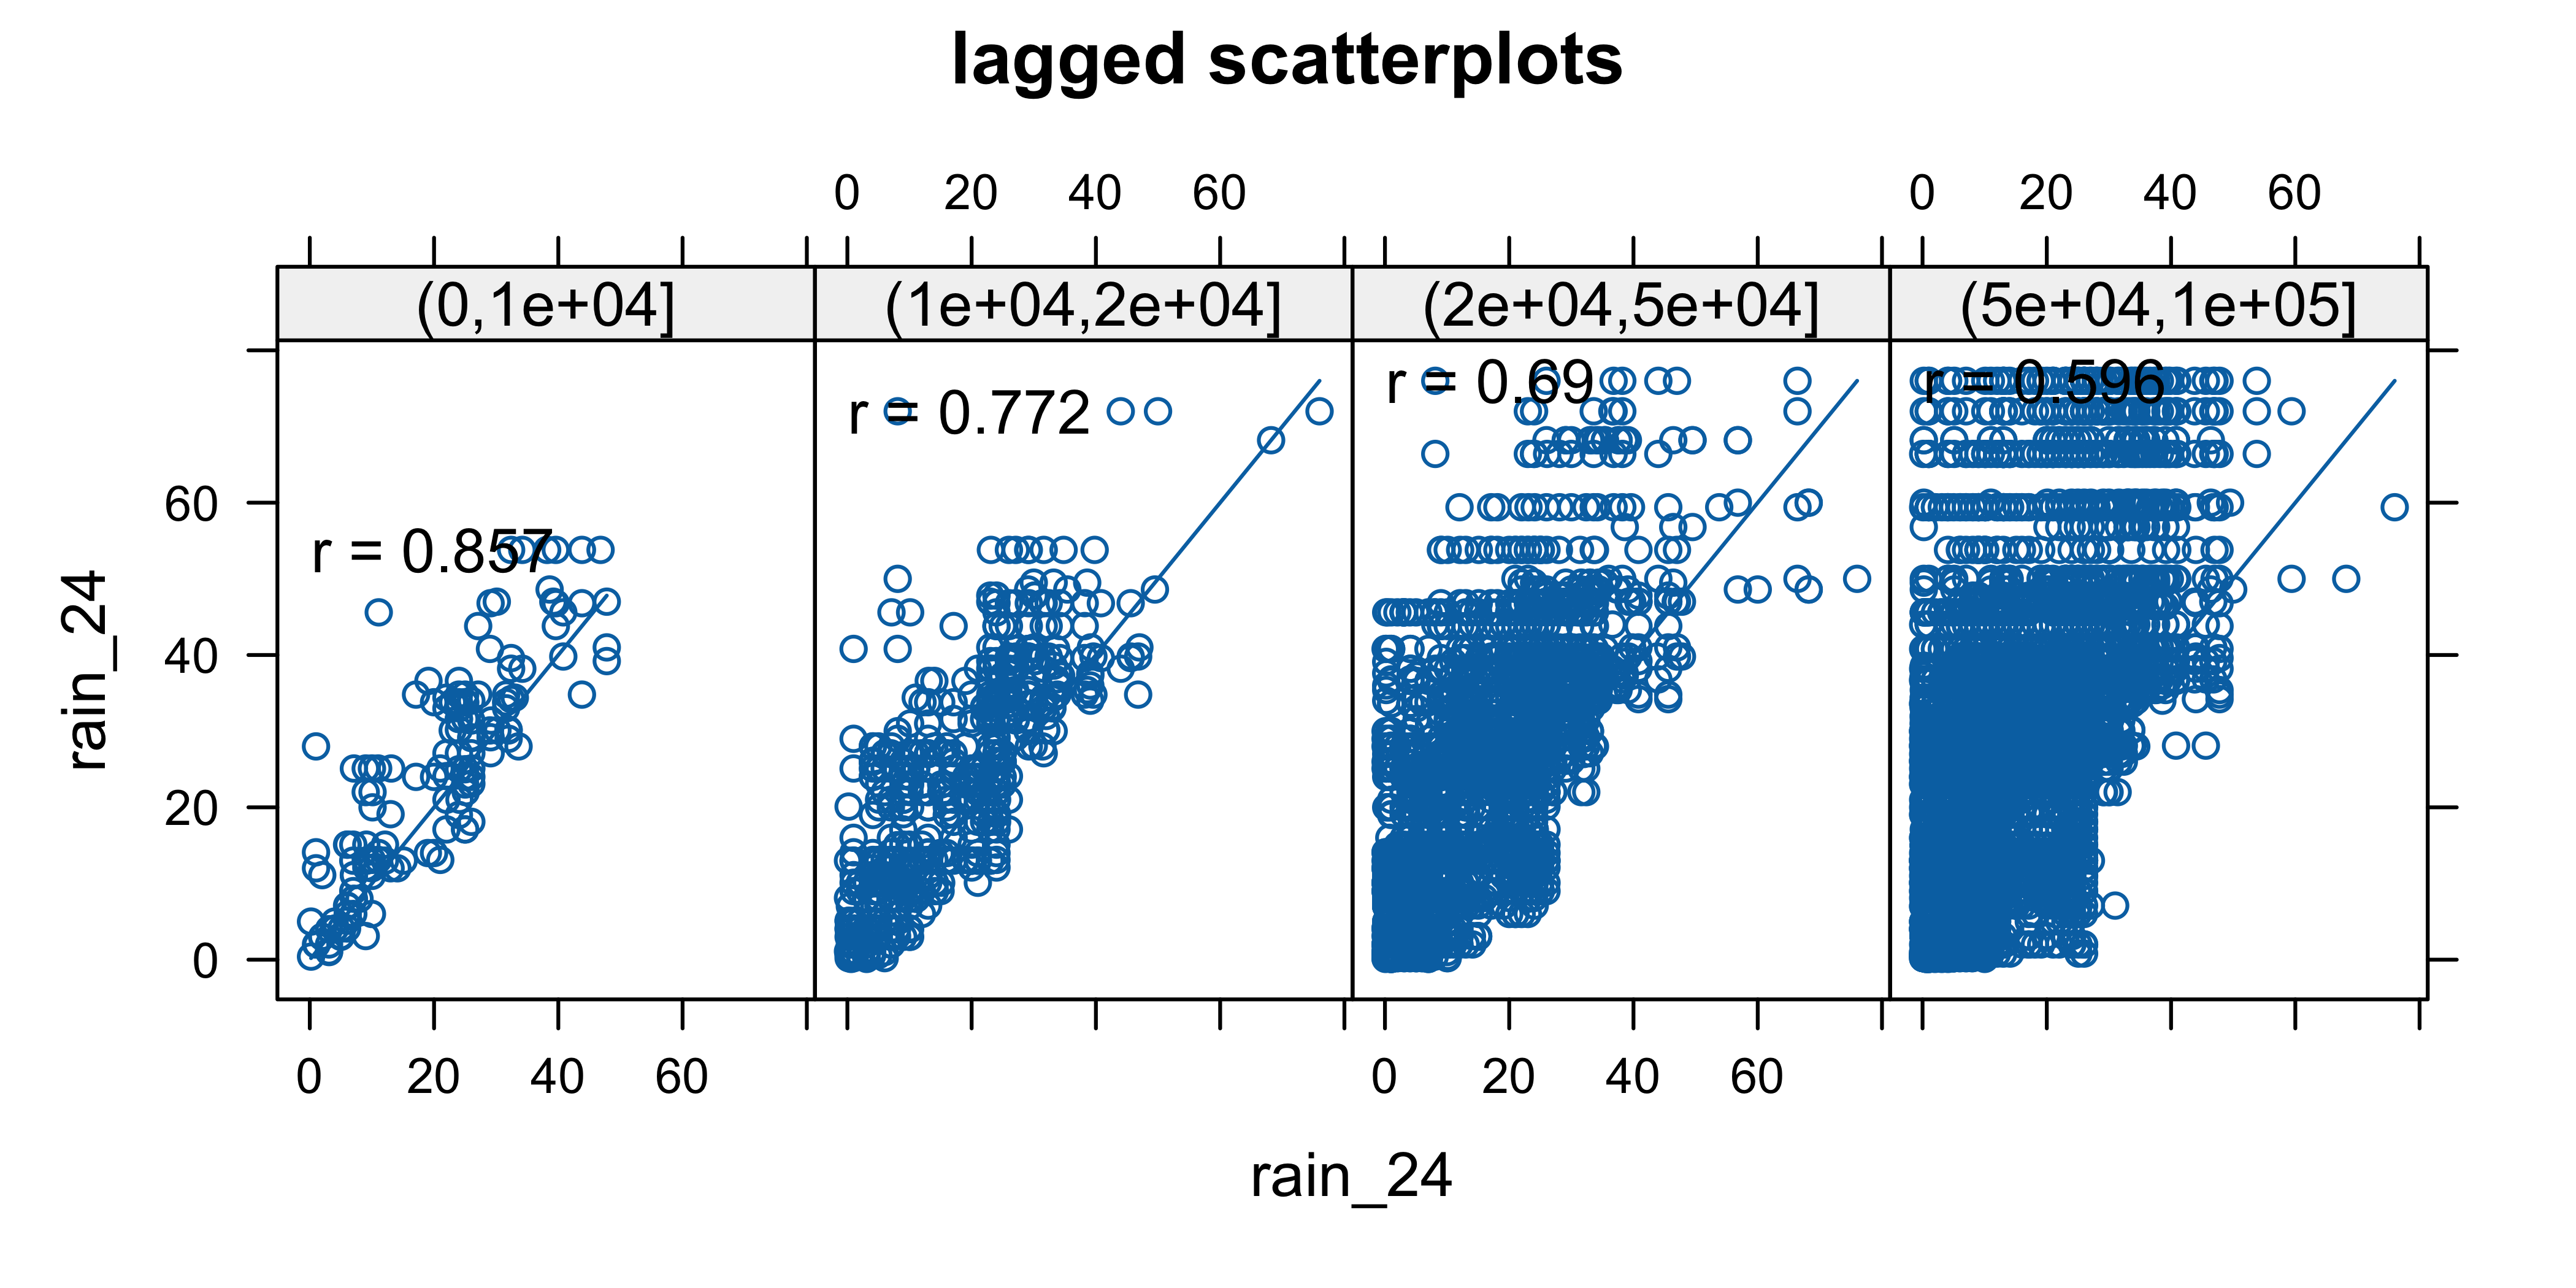 lagged scatterplots
0 20 40 60 0 20 40 60
(0,1e+04] (1e+04,2e+04] (2e+04,5e+04] (5e+04,1e+05]
r = 0.857 r = 0.772 r = 0.69 r = 0.596
60
40
20
0
rain_24
0 20 40 60 0 20 40 60
rain_24